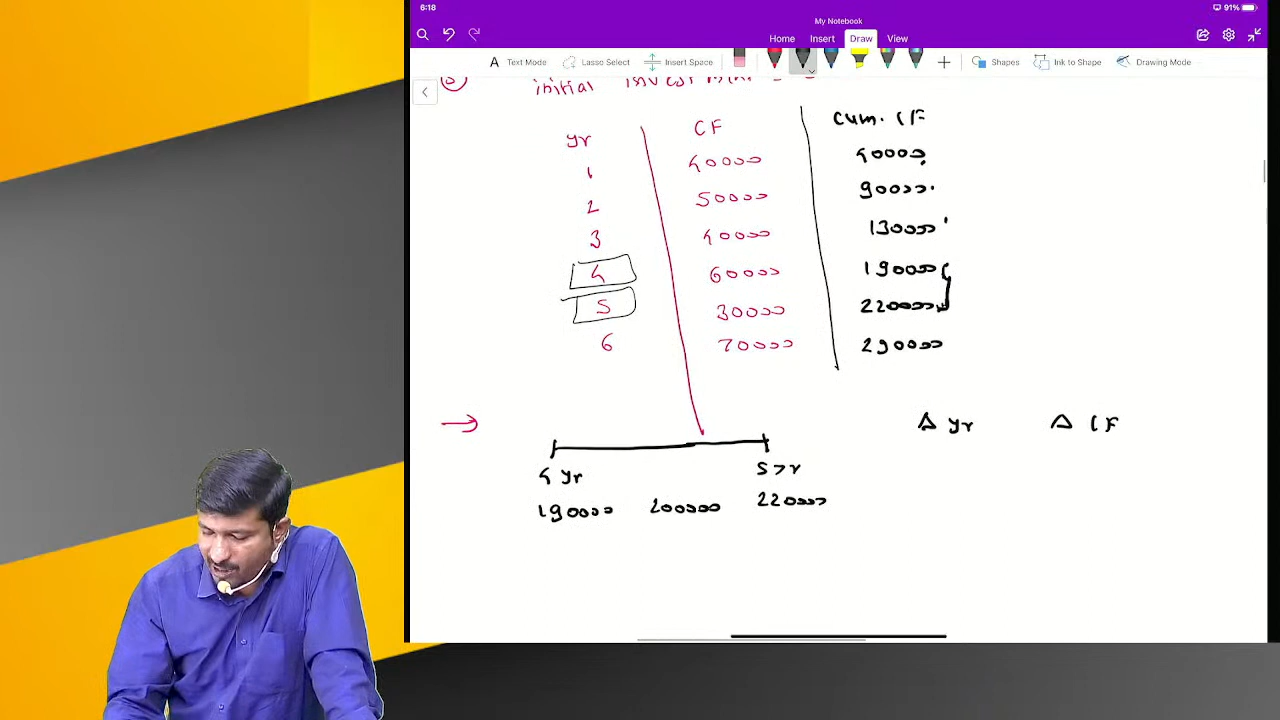 6:18
91%
My Notebook
Home Insert Draw View
A Text Mode Lasso Select Insert Space Shapes Ink to Shape Drawing Mode
initial
yr CF Cum. CF
1 40000 40000
2 50000 90000
3 40000 130000
4 60000 190000
5 30000 220000
6 70000 290000
→ Δ yr Δ CF
4 yr 5 yr
190000 200000 220000